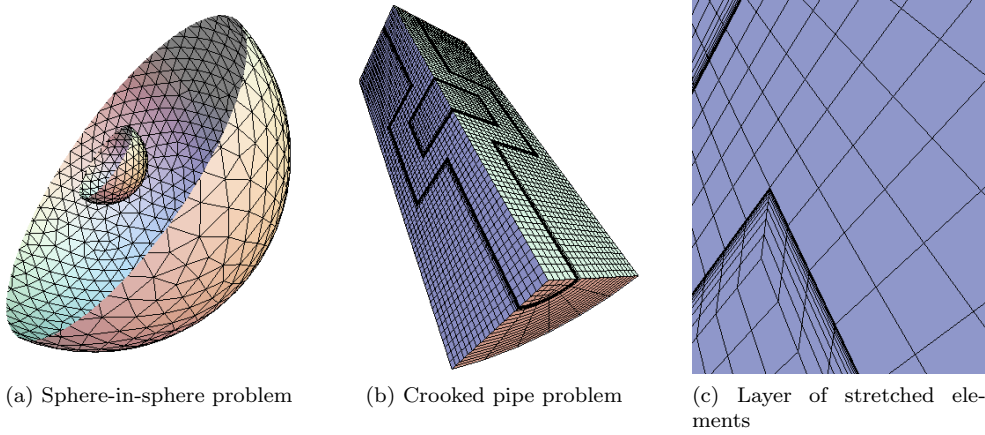 (a) Sphere-in-sphere problem
(b) Crooked pipe problem
(c) Layer of stretched ele-
ments